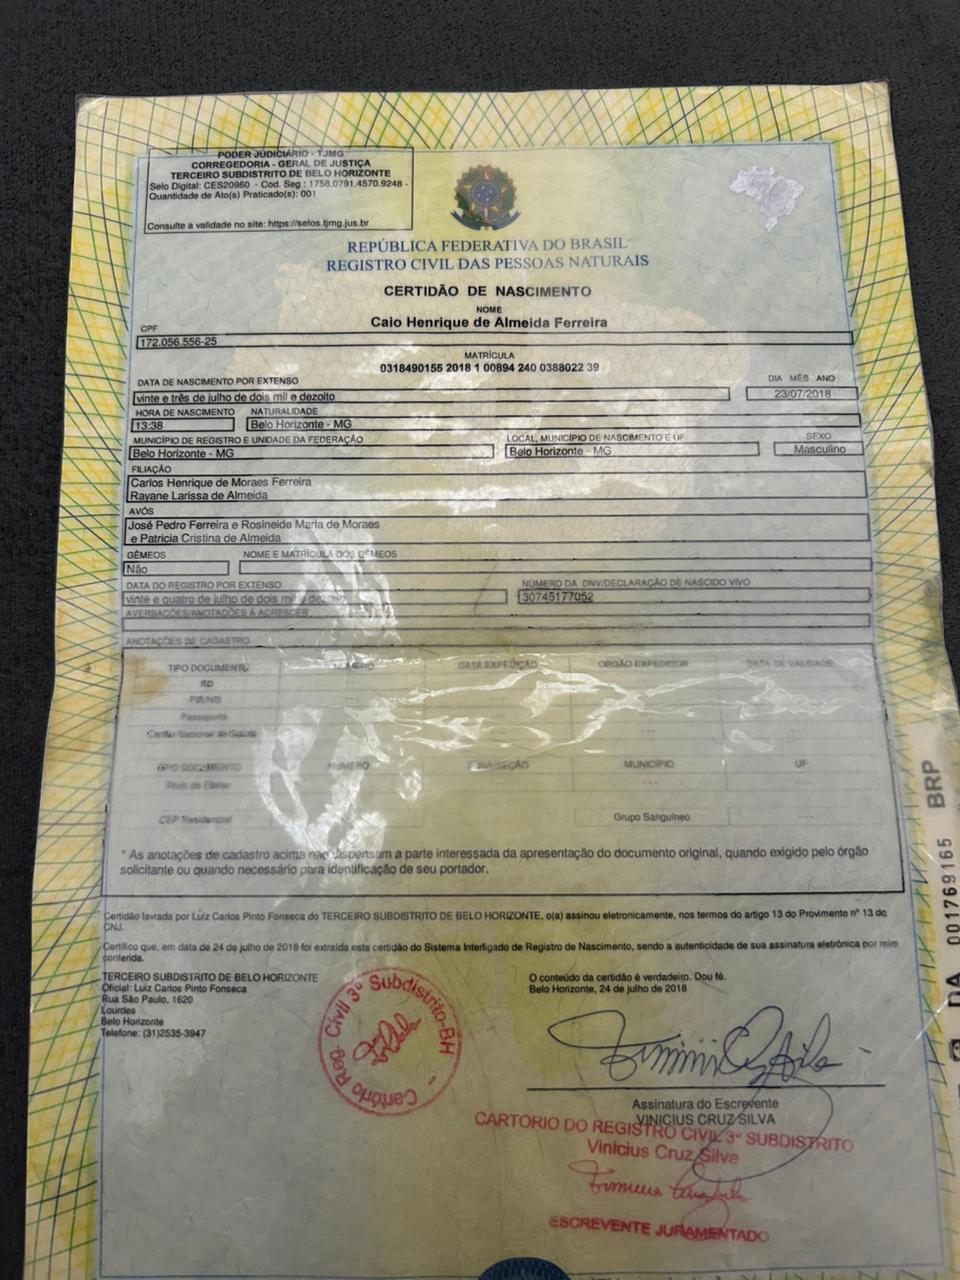 PODER JUDICIÁRIO - TJMG
CORREGEDORIA - GERAL DE JUSTIÇA
TERCEIRO SUBDISTRITO DE BELO HORIZONTE
Selo Digital: CES20960 - Cod. Seg : 1758.0791.4570.9248 -
Quantidade de Ato(s) Praticado(s): 001
Consulte a validade no site: https://selos.tjmg.jus.br
REPÚBLICA FEDERATIVA DO BRASIL
REGISTRO CIVIL DAS PESSOAS NATURAIS
CERTIDÃO DE NASCIMENTO
NOME
Caio Henrique de Almeida Ferreira
CPF
172.056.556-25
MATRÍCULA
0318490155 2018 1 00894 240 0388022 39
DATA DE NASCIMENTO POR EXTENSO DIA MÊS ANO
vinte e três de julho de dois mil e dezoito 23/07/2018
HORA DE NASCIMENTO NATURALIDADE
13:38 Belo Horizonte - MG
MUNICÍPIO DE REGISTRO E UNIDADE DA FEDERAÇÃO LOCAL, MUNICÍPIO DE NASCIMENTO E UF SEXO
Belo Horizonte - MG Belo Horizonte - MG Masculino
FILIAÇÃO
Carlos Henrique de Moraes Ferreira
Rayane Larissa de Almeida
AVÓS
José Pedro Ferreira e Rosineide Maria de Moraes
e Patricia Cristina de Almeida
GÊMEOS NOME E MATRÍCULA DOS GÊMEOS
Não
DATA DO REGISTRO POR EXTENSO NÚMERO DA DNV/DECLARAÇÃO DE NASCIDO VIVO
vinte e quatro de julho de dois mil e dezoito 30745177052
AVERBAÇÕES/ANOTAÇÕES À ACRESCER
ANOTAÇÕES DE CADASTRO
TIPO DOCUMENTO NÚMERO DATA EXPEDIÇÃO ÓRGÃO EXPEDIDOR DATA DE VALIDADE
RG
PIS/NIS
Passaporte
Cartão Nacional de Saúde
TIPO DOCUMENTO NÚMERO MUNICÍPIO UF
Título de Eleitor
CEP Residencial Grupo Sanguíneo
* As anotações de cadastro acima não dispensam a parte interessada da apresentação do documento original, quando exigido pelo órgão
solicitante ou quando necessário para identificação de seu portador.
Certidão lavrada por Luiz Carlos Pinto Fonseca do TERCEIRO SUBDISTRITO DE BELO HORIZONTE, o(a) assinou eletronicamente, nos termos do artigo 13 do Provimento nº 13 do
CNJ.
Certifico que, em data de 24 de julho de 2018 foi extraída esta certidão do Sistema Interligado de Registro de Nascimento, sendo a autenticidade de sua assinatura eletrônica por mim
conferida.
TERCEIRO SUBDISTRITO DE BELO HORIZONTE
Oficial: Luiz Carlos Pinto Fonseca
Rua São Paulo, 1620
Lourdes
Belo Horizonte
Telefone: (31)2535-3947
Cartório Reg. Civil 3º Subdistrito-BH
O conteúdo da certidão é verdadeiro. Dou fé.
Belo Horizonte, 24 de julho de 2018
Assinatura do Escrevente
VINICIUS CRUZ SILVA
CARTORIO DO REGISTRO CIVIL 3º SUBDISTRITO
Vinicius Cruz Silva
ESCREVENTE JURAMENTADO
DA 001769165 BRP